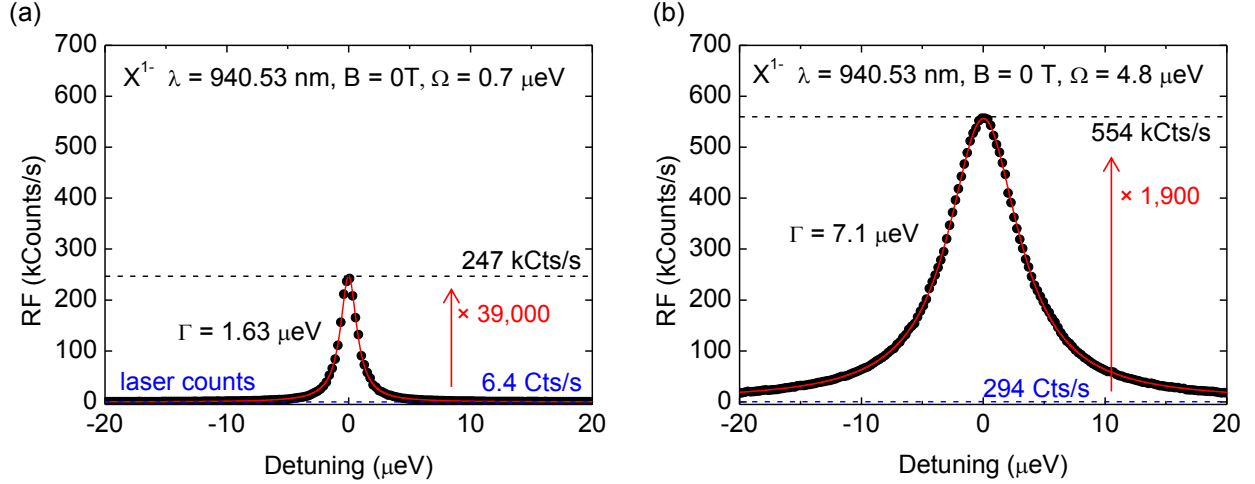 (a)
700
600
500
400
300
200
100
0
RF (kCounts/s)
X¹⁻ λ = 940.53 nm, B = 0T, Ω = 0.7 μeV
247 kCts/s
× 39,000
Γ = 1.63 μeV
laser counts
6.4 Cts/s
-20 -10 0 10 20
Detuning (μeV)
(b)
700
600
500
400
300
200
100
0
RF (kCounts/s)
X¹⁻ λ = 940.53 nm, B = 0 T, Ω = 4.8 μeV
554 kCts/s
× 1,900
Γ = 7.1 μeV
294 Cts/s
-20 -10 0 10 20
Detuning (μeV)